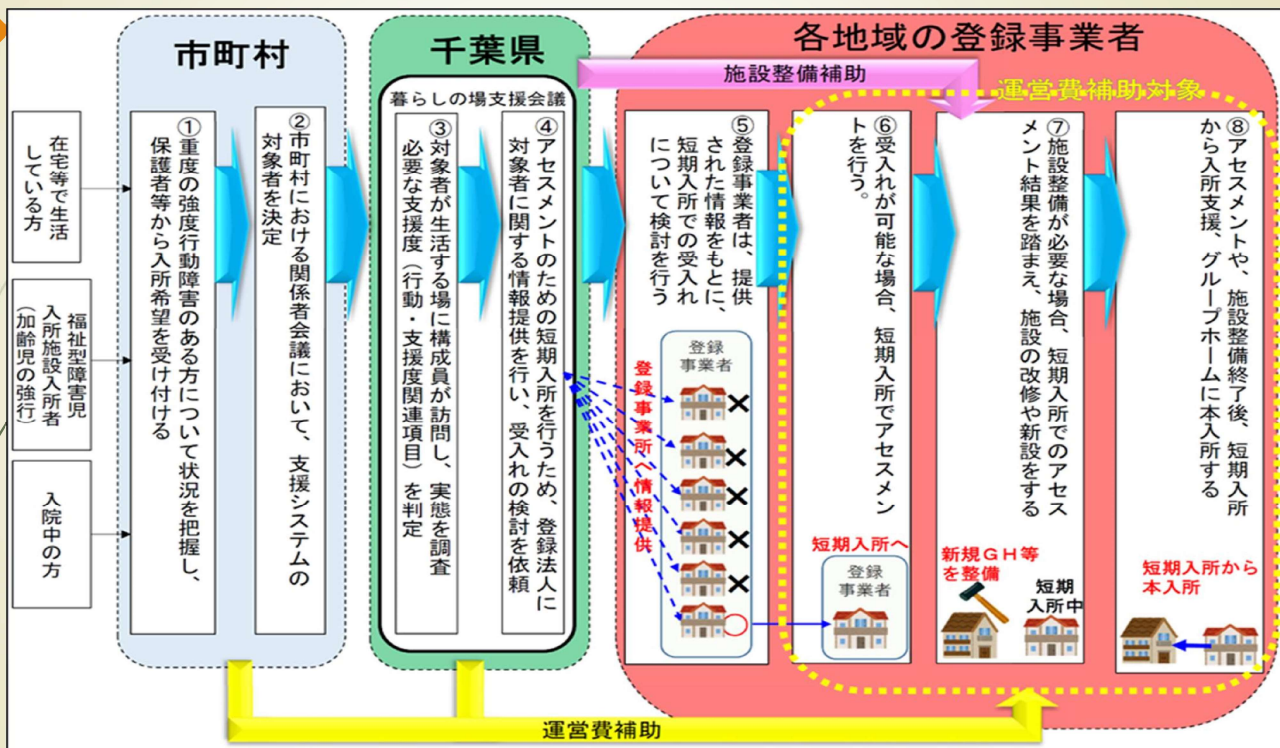 市町村
千葉県
各地域の登録事業者
施設整備補助
運営費補助対象
暮らしの場支援会議
在宅等で生活
している方
福祉型障害児
入所施設入所者
(加齢児の強行)
入院中の方
①重度の強度行動障害のある方について状況を把握し、
保護者等から入所希望を受け付ける
②市町村における関係者会議において、支援システムの
対象者を決定
③対象者が生活する場に構成員が訪問し、実態を調査
必要な支援度（行動・支援度関連項目）を判定
④アセスメントのための短期入所を行うため、登録法人に
対象者に関する情報提供を行い、受入れの検討を依頼
⑤登録事業者は、提供
された情報をもとに、
短期入所での受入れ
について検討を行う
登録事業所へ情報提供
登録
事業者
⑥受入れが可能な場合、短期入所でアセスメン
トを行う。
短期入所へ
登録
事業者
⑦施設整備が必要な場合、短期入所でのアセス
メント結果を踏まえ、施設の改修や新設をする
新規ＧＨ等
を整備
短期
入所中
⑧アセスメントや、施設整備終了後、短期入所
から入所支援、グループホームに本入所する
短期入所から
本入所
運営費補助